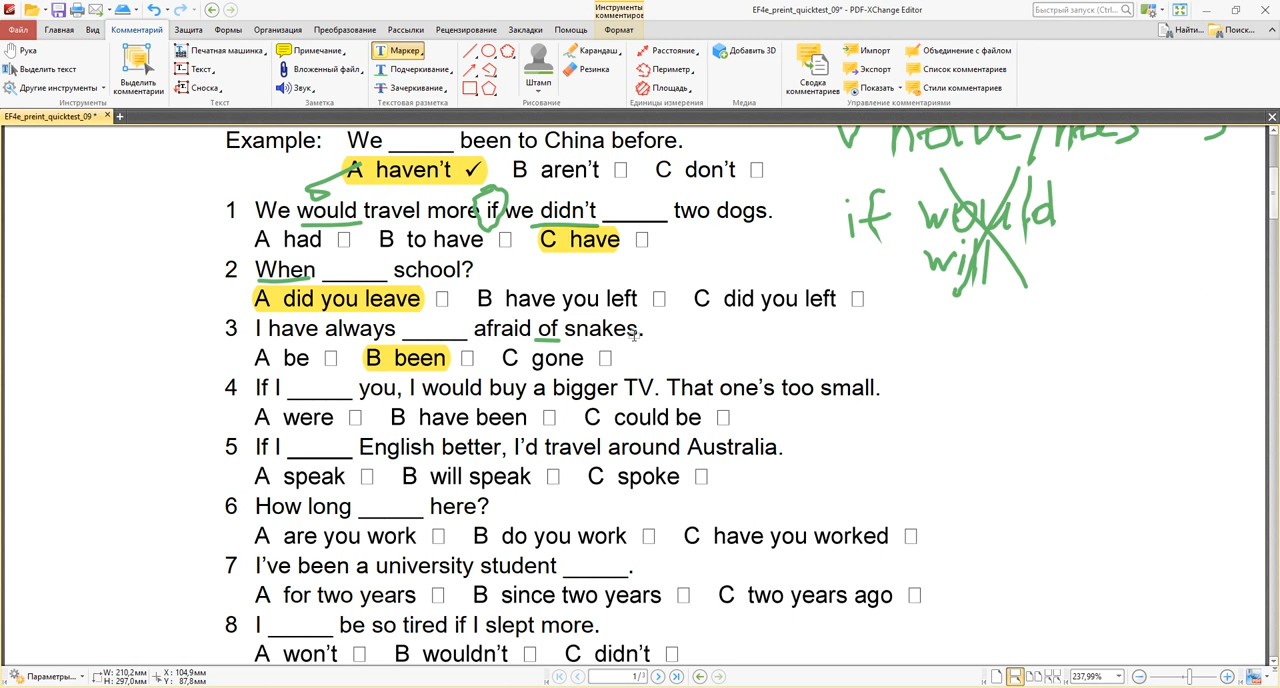 Инструменты комментирс
EF4e_preint_quicktest_09* - PDF-XChange Editor
Быстрый запуск (Ctrl...
Файл Главная Вид Комментарий Защита Формы Организация Преобразование Рассылки Рецензирование Закладки Помощь Формат Найти... Поиск...
Рука
Выделить текст
Другие инструменты
Инструменты
Выделить комментарии
Печатная машинка
Текст
Сноска
Текст
Примечание
Вложенный файл
Звук
Заметка
Маркер
Подчеркивание
Зачеркивание
Текстовая разметка
Штамп
Карандаш
Резинка
Рисование
Расстояние
Периметр
Площадь
Единицы измерения
Добавить 3D
Медиа
Сводка комментариев
Импорт
Экспорт
Показать
Объединение с файлом
Список комментариев
Стили комментариев
Управление комментариями
EF4e_preint_quicktest_09 *
Example: We _____ been to China before.
A haven't ✓ B aren't C don't
1 We would travel more if we didn't _____ two dogs.
A had B to have C have
2 When _____ school?
A did you leave B have you left C did you left
3 I have always _____ afraid of snakes.
A be B been C gone
4 If I _____ you, I would buy a bigger TV. That one's too small.
A were B have been C could be
5 If I _____ English better, I'd travel around Australia.
A speak B will speak C spoke
6 How long _____ here?
A are you work B do you work C have you worked
7 I've been a university student _____.
A for two years B since two years C two years ago
8 I _____ be so tired if I slept more.
A won't B wouldn't C didn't
if would
will
Параметры...
W: 210,2мм
H: 297,0мм
X: 104,9мм
Y: 87,8мм
1/1
237,99%